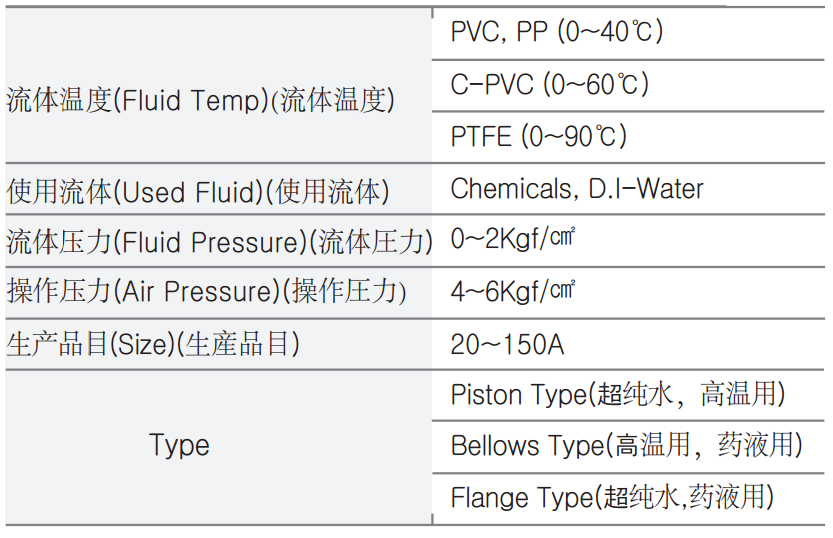 PVC, PP (0~40℃)
流体温度(Fluid Temp)(流体温度)
C-PVC (0~60℃)
PTFE (0~90℃)
使用流体(Used Fluid)(使用流体)
Chemicals, D.I-Water
流体压力(Fluid Pressure)(流体圧力)
0~2Kgf/㎠
操作压力(Air Pressure)(操作圧力)
4~6Kgf/㎠
生产品目(Size)(生産品目)
20~150A
Type
Piston Type(超纯水，高温用)
Bellows Type(高温用，药液用)
Flange Type(超纯水,药液用)